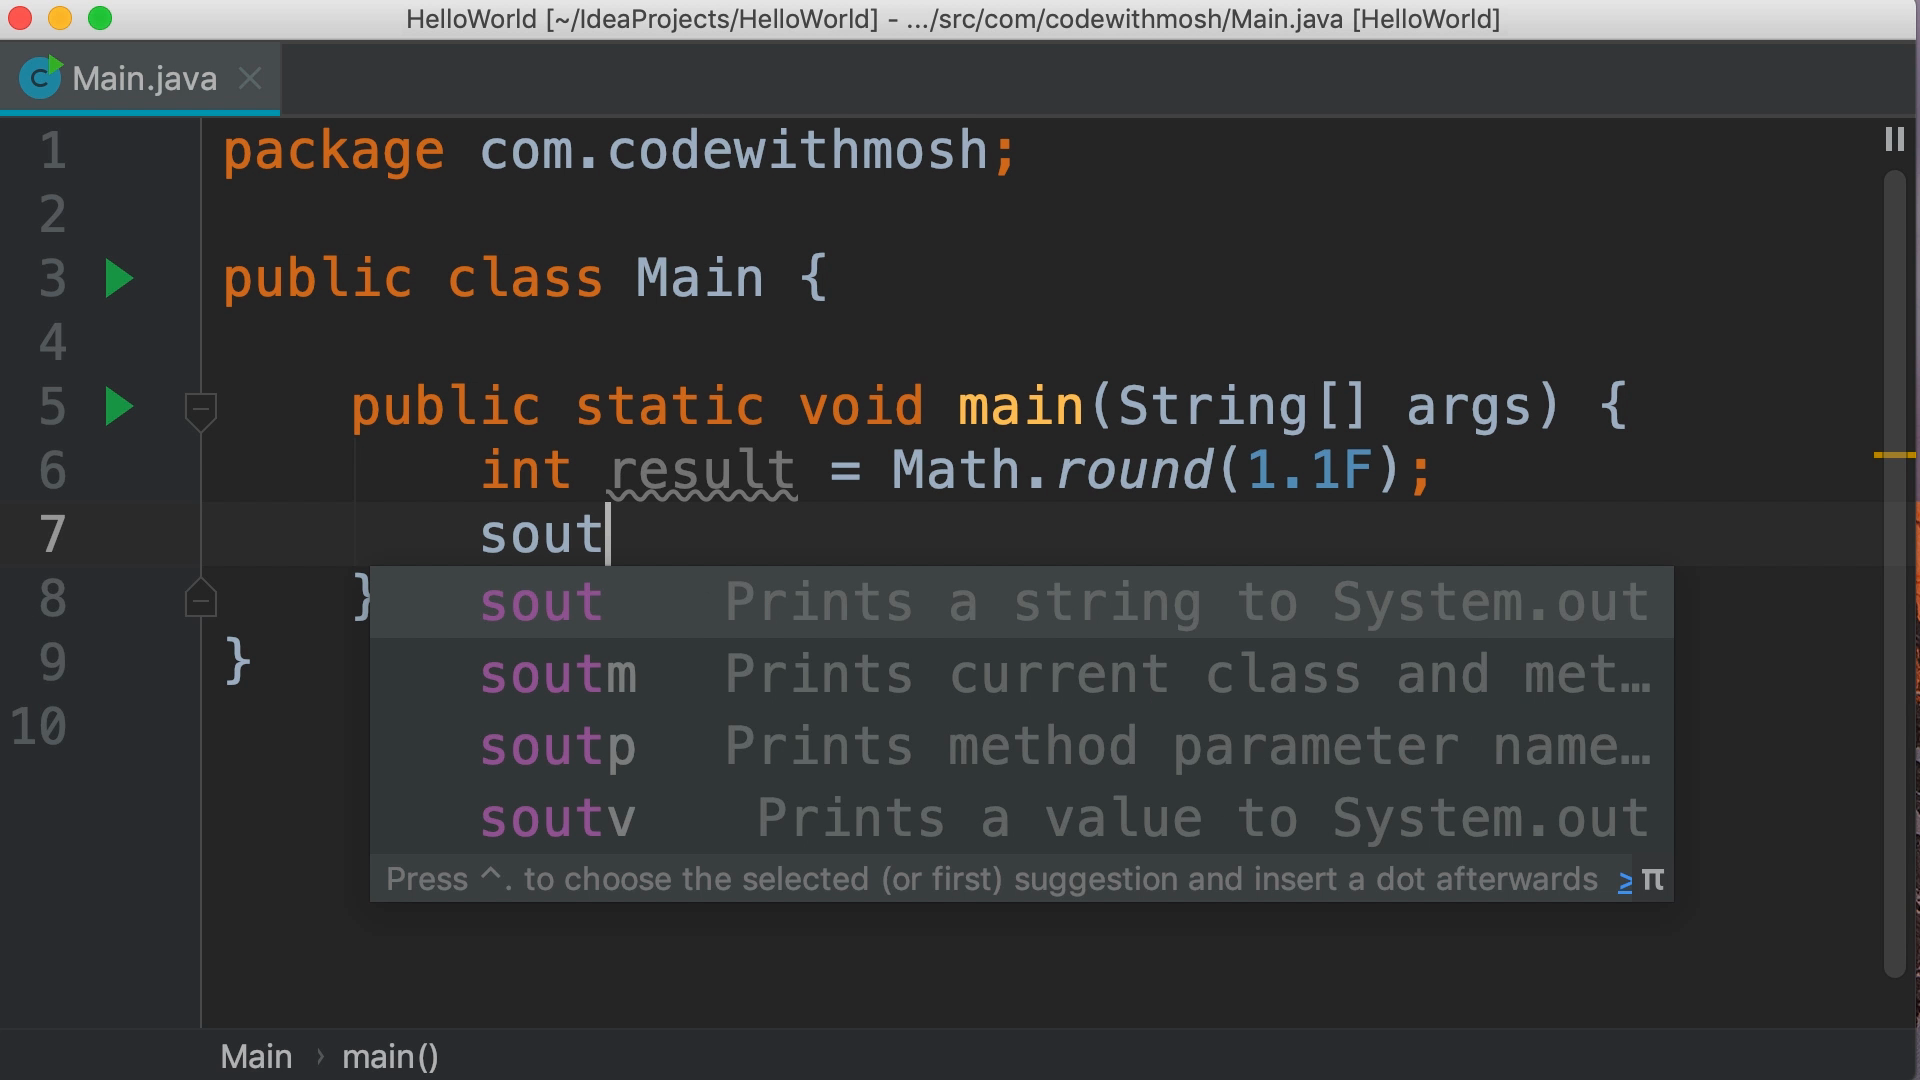 HelloWorld [~/IdeaProjects/HelloWorld] - .../src/com/codewithmosh/Main.java [HelloWorld]
C Main.java
1 package com.codewithmosh;
2
3 public class Main {
4
5 public static void main(String[] args) {
6 int result = Math.round(1.1F);
7 sout
8 }
sout Prints a string to System.out
soutm Prints current class and met…
9 }
soutp Prints method parameter name…
10
soutv Prints a value to System.out
Press ^. to choose the selected (or first) suggestion and insert a dot afterwards ≥ π
Main › main()